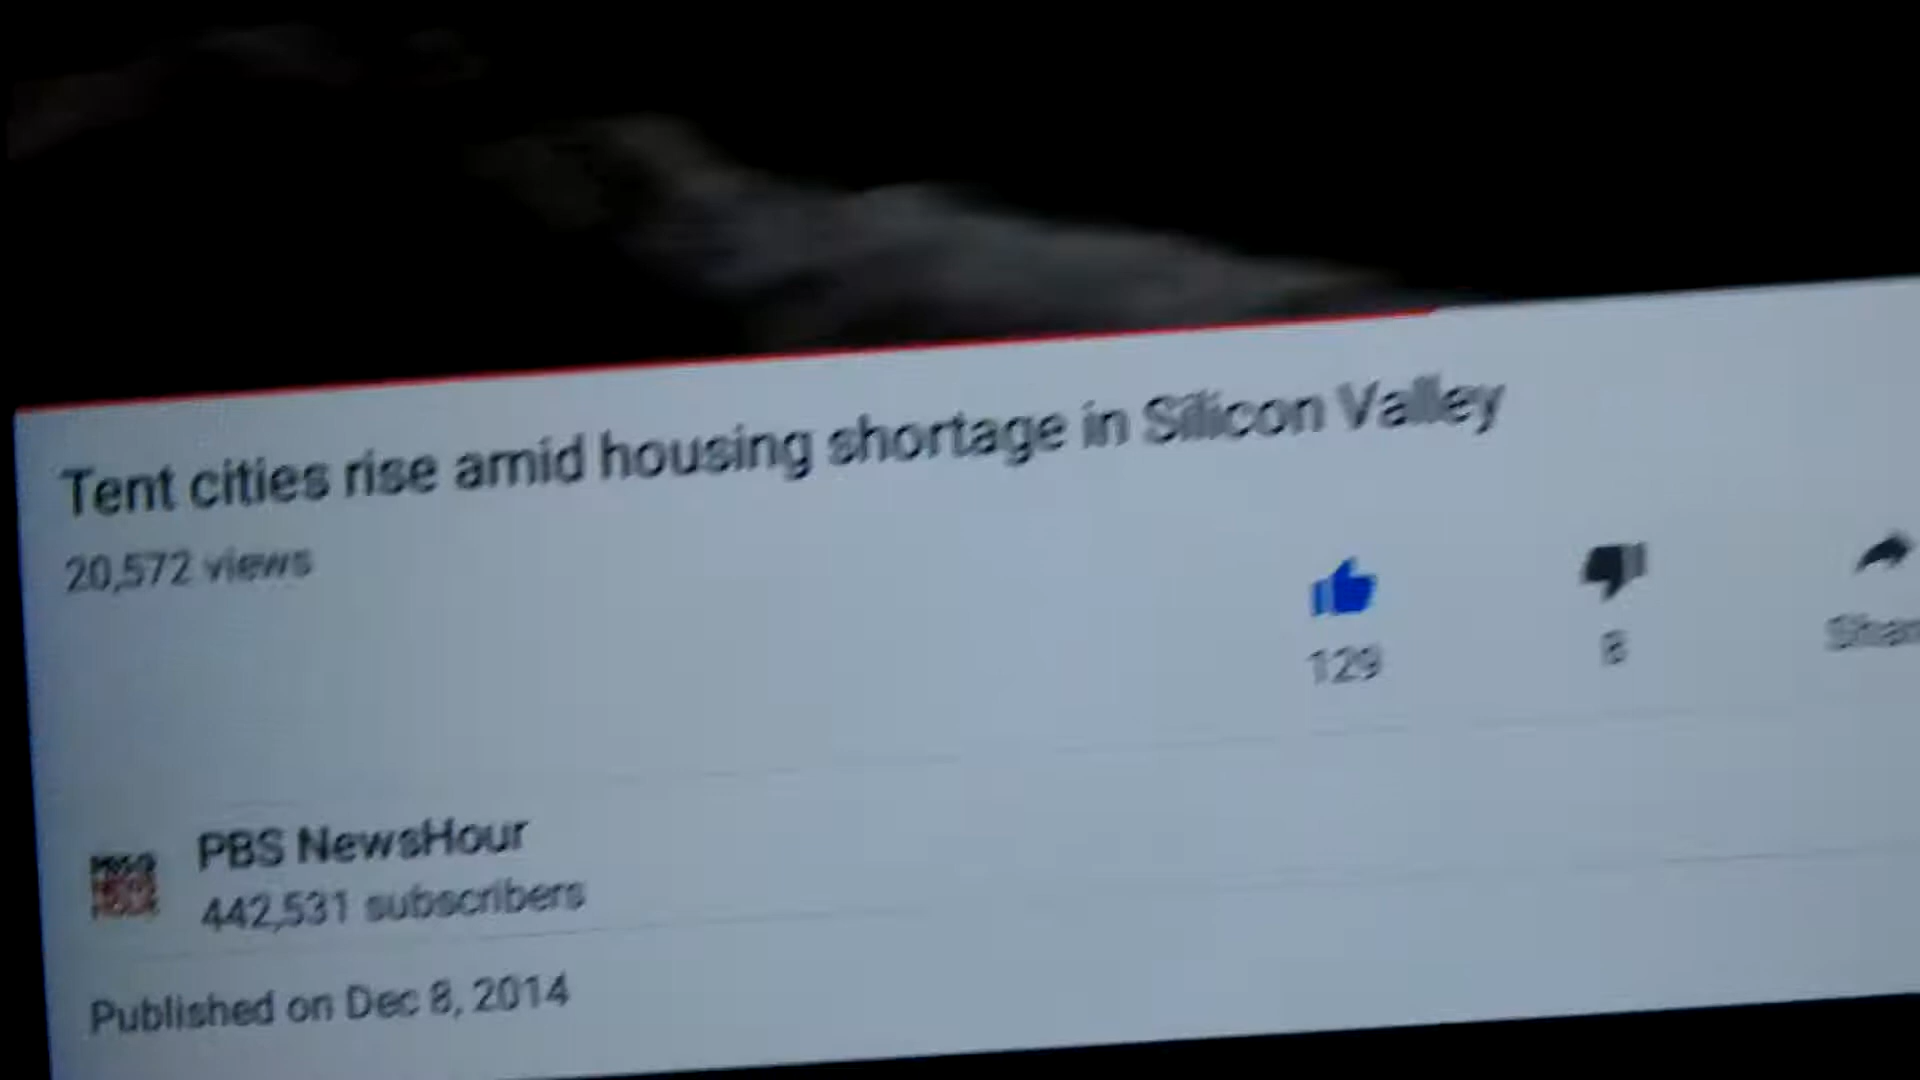 Tent cities rise amid housing shortage in Silicon Valley
20,572 views
129
8
PBS NewsHour
442,531 subscribers
Published on Dec 8, 2014